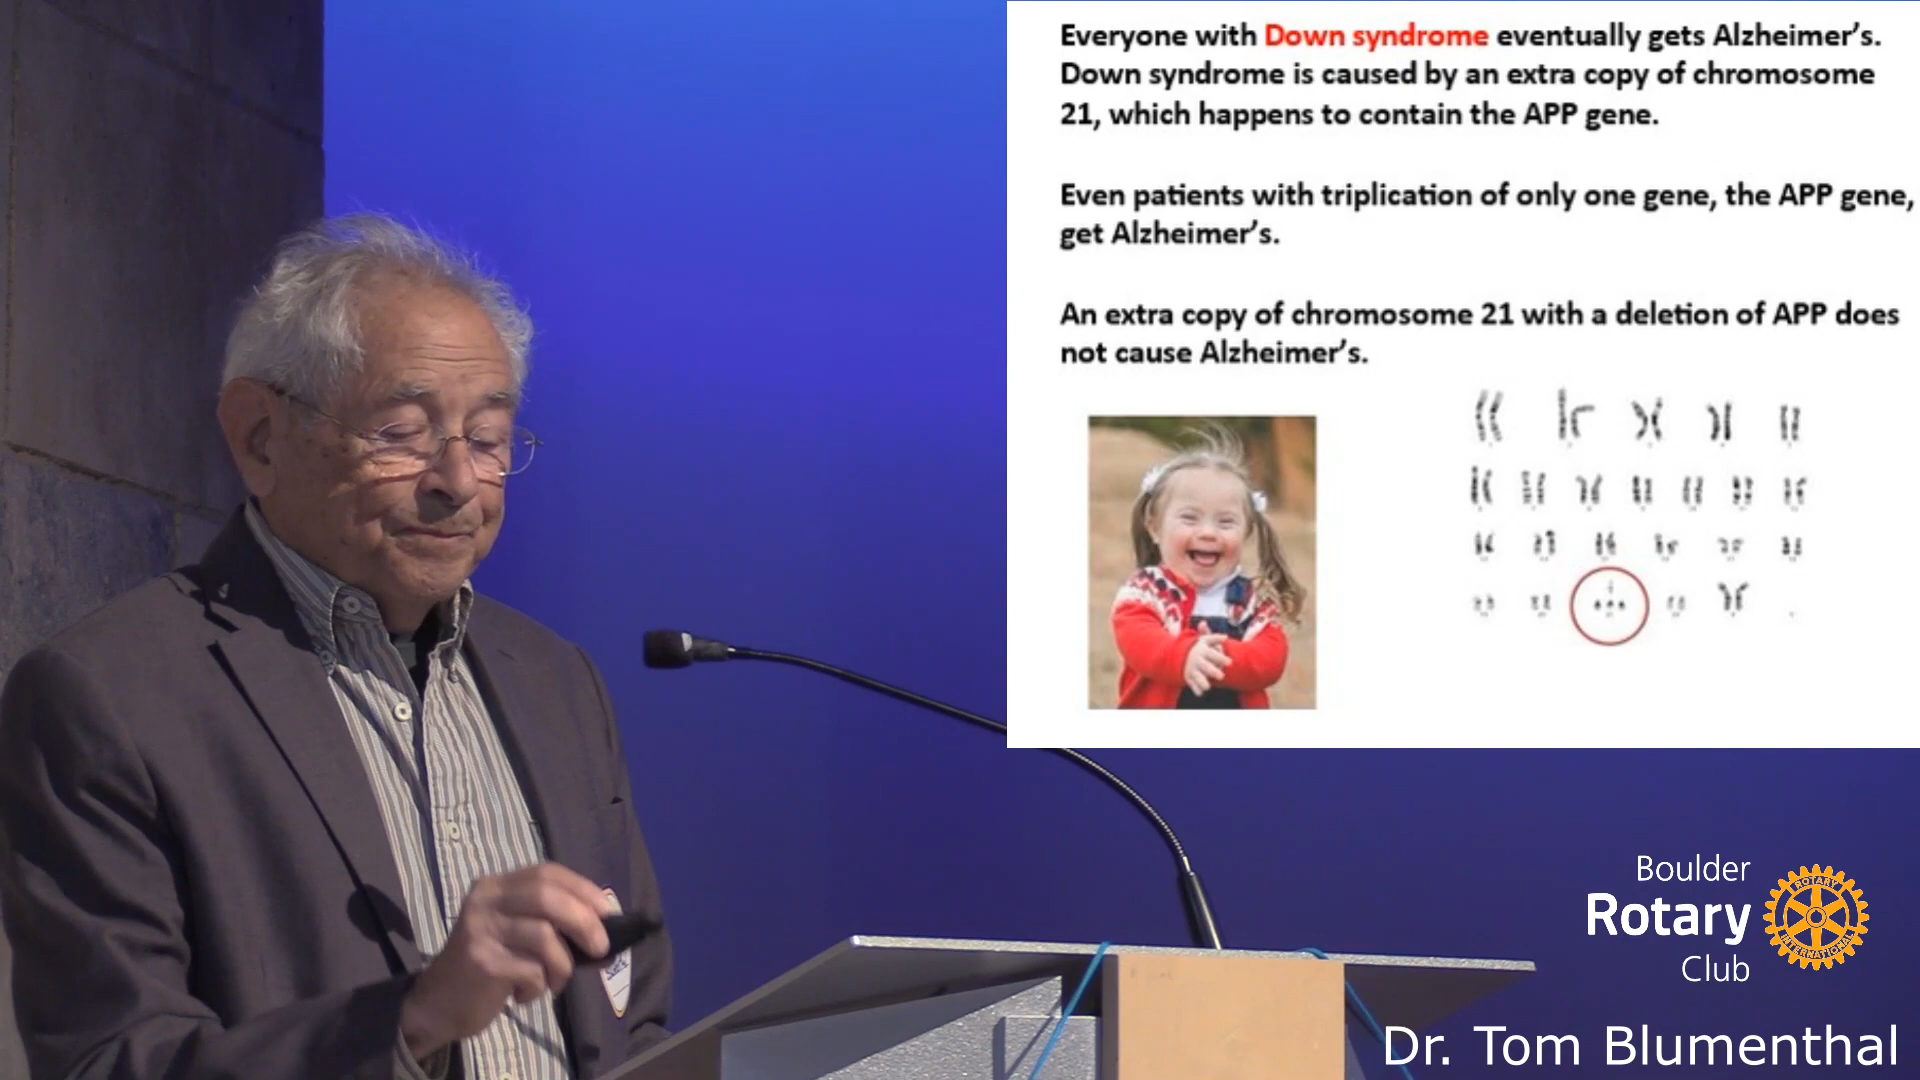 Everyone with Down syndrome eventually gets Alzheimer's.
Down syndrome is caused by an extra copy of chromosome
21, which happens to contain the APP gene.
Even patients with triplication of only one gene, the APP gene,
get Alzheimer's.
An extra copy of chromosome 21 with a deletion of APP does
not cause Alzheimer's.
Boulder
Rotary
Club
ROTARY
INTERNATIONAL
Dr. Tom Blumenthal